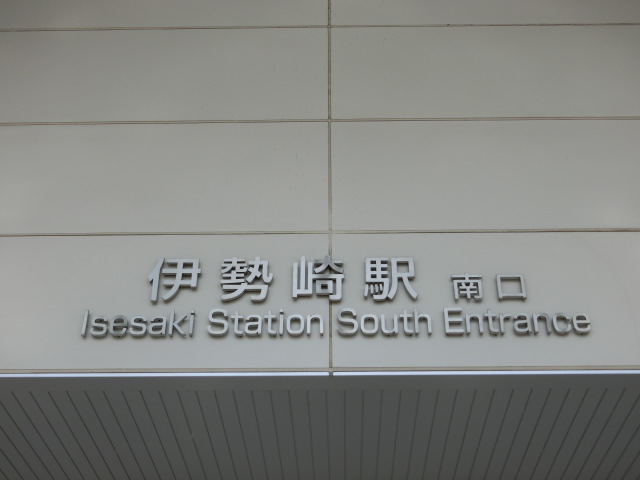 伊勢崎駅 南口
Isesaki Station South Entrance